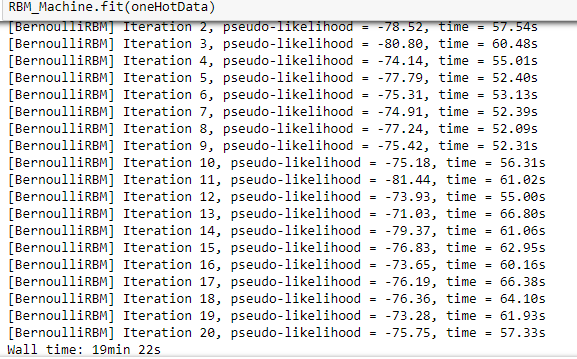 RBM_Machine.fit(oneHotData)
[BernoulliRBM] Iteration 2, pseudo-likelihood = -78.52, time = 57.54s
[BernoulliRBM] Iteration 3, pseudo-likelihood = -80.80, time = 60.48s
[BernoulliRBM] Iteration 4, pseudo-likelihood = -74.14, time = 55.01s
[BernoulliRBM] Iteration 5, pseudo-likelihood = -77.79, time = 52.40s
[BernoulliRBM] Iteration 6, pseudo-likelihood = -75.31, time = 53.13s
[BernoulliRBM] Iteration 7, pseudo-likelihood = -74.91, time = 52.39s
[BernoulliRBM] Iteration 8, pseudo-likelihood = -77.24, time = 52.09s
[BernoulliRBM] Iteration 9, pseudo-likelihood = -75.42, time = 52.31s
[BernoulliRBM] Iteration 10, pseudo-likelihood = -75.18, time = 56.31s
[BernoulliRBM] Iteration 11, pseudo-likelihood = -81.44, time = 61.02s
[BernoulliRBM] Iteration 12, pseudo-likelihood = -73.93, time = 55.00s
[BernoulliRBM] Iteration 13, pseudo-likelihood = -71.03, time = 66.80s
[BernoulliRBM] Iteration 14, pseudo-likelihood = -79.37, time = 61.06s
[BernoulliRBM] Iteration 15, pseudo-likelihood = -76.83, time = 62.95s
[BernoulliRBM] Iteration 16, pseudo-likelihood = -73.65, time = 60.16s
[BernoulliRBM] Iteration 17, pseudo-likelihood = -76.19, time = 66.38s
[BernoulliRBM] Iteration 18, pseudo-likelihood = -76.36, time = 64.10s
[BernoulliRBM] Iteration 19, pseudo-likelihood = -73.28, time = 61.93s
[BernoulliRBM] Iteration 20, pseudo-likelihood = -75.75, time = 57.33s
Wall time: 19min 22s